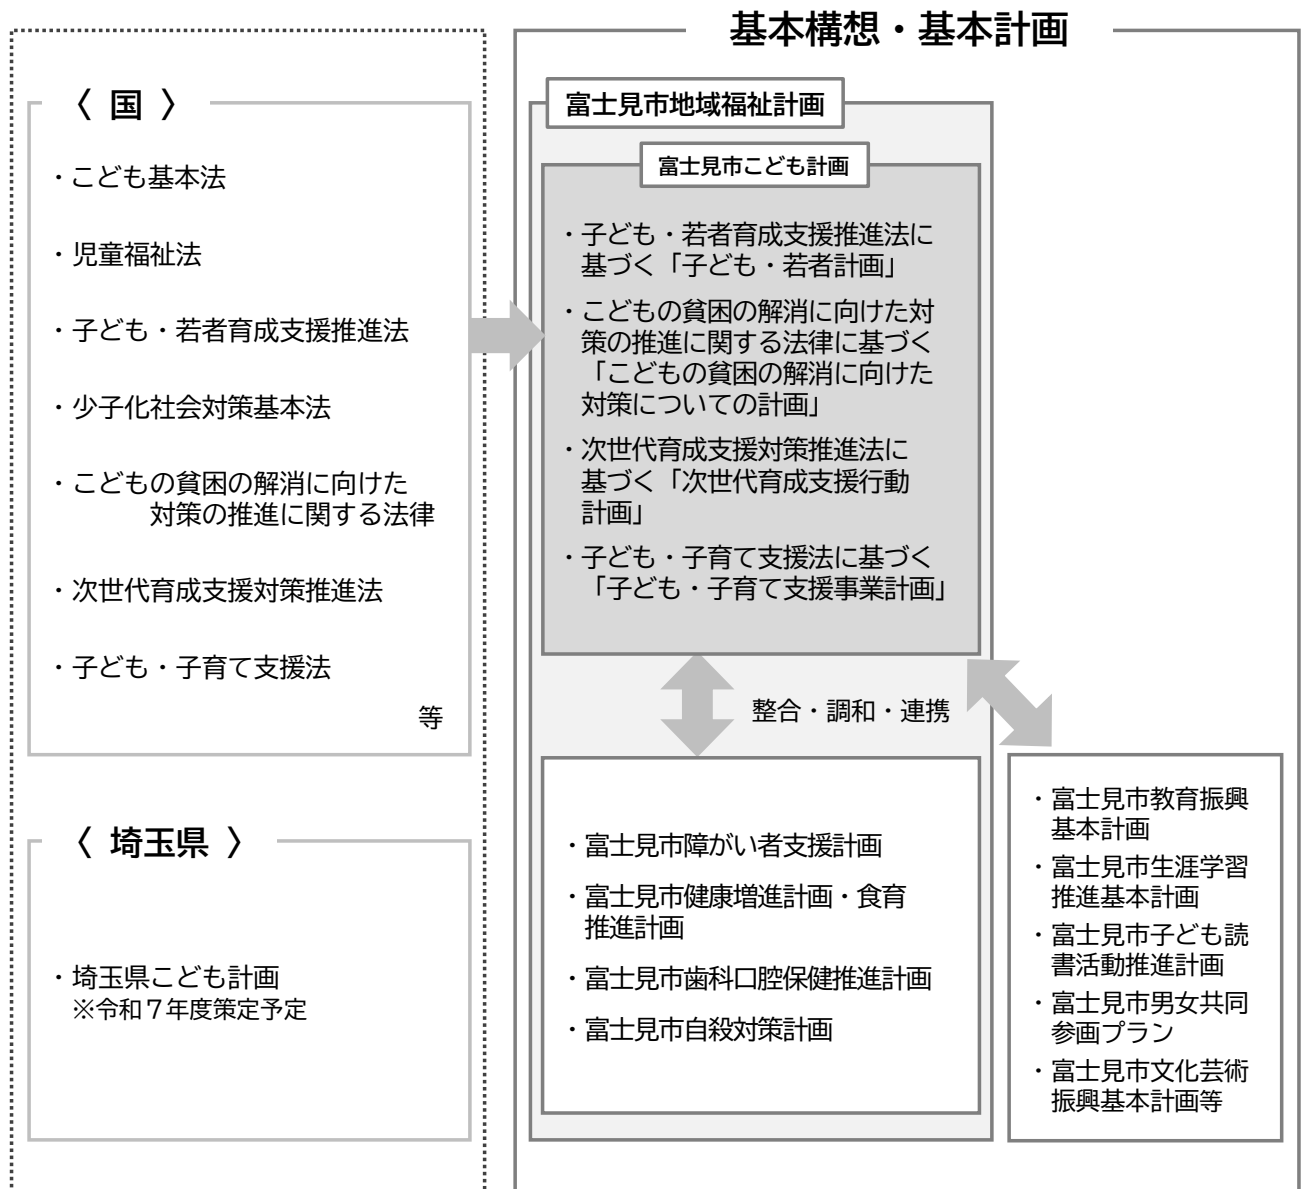 基本構想・基本計画
〈 国 〉
・こども基本法
・児童福祉法
・子ども・若者育成支援推進法
・少子化社会対策基本法
・こどもの貧困の解消に向けた
対策の推進に関する法律
・次世代育成支援対策推進法
・子ども・子育て支援法
等
〈 埼玉県 〉
・埼玉県こども計画
※令和７年度策定予定
富士見市地域福祉計画
富士見市こども計画
・子ども・若者育成支援推進法に
基づく「子ども・若者計画」
・こどもの貧困の解消に向けた対
策の推進に関する法律に基づく
「こどもの貧困の解消に向けた
対策についての計画」
・次世代育成支援対策推進法に
基づく「次世代育成支援行動
計画」
・子ども・子育て支援法に基づく
「子ども・子育て支援事業計画」
整合・調和・連携
・富士見市障がい者支援計画
・富士見市健康増進計画・食育
推進計画
・富士見市歯科口腔保健推進計画
・富士見市自殺対策計画
・富士見市教育振興
基本計画
・富士見市生涯学習
推進基本計画
・富士見市子ども読
書活動推進計画
・富士見市男女共同
参画プラン
・富士見市文化芸術
振興基本計画等